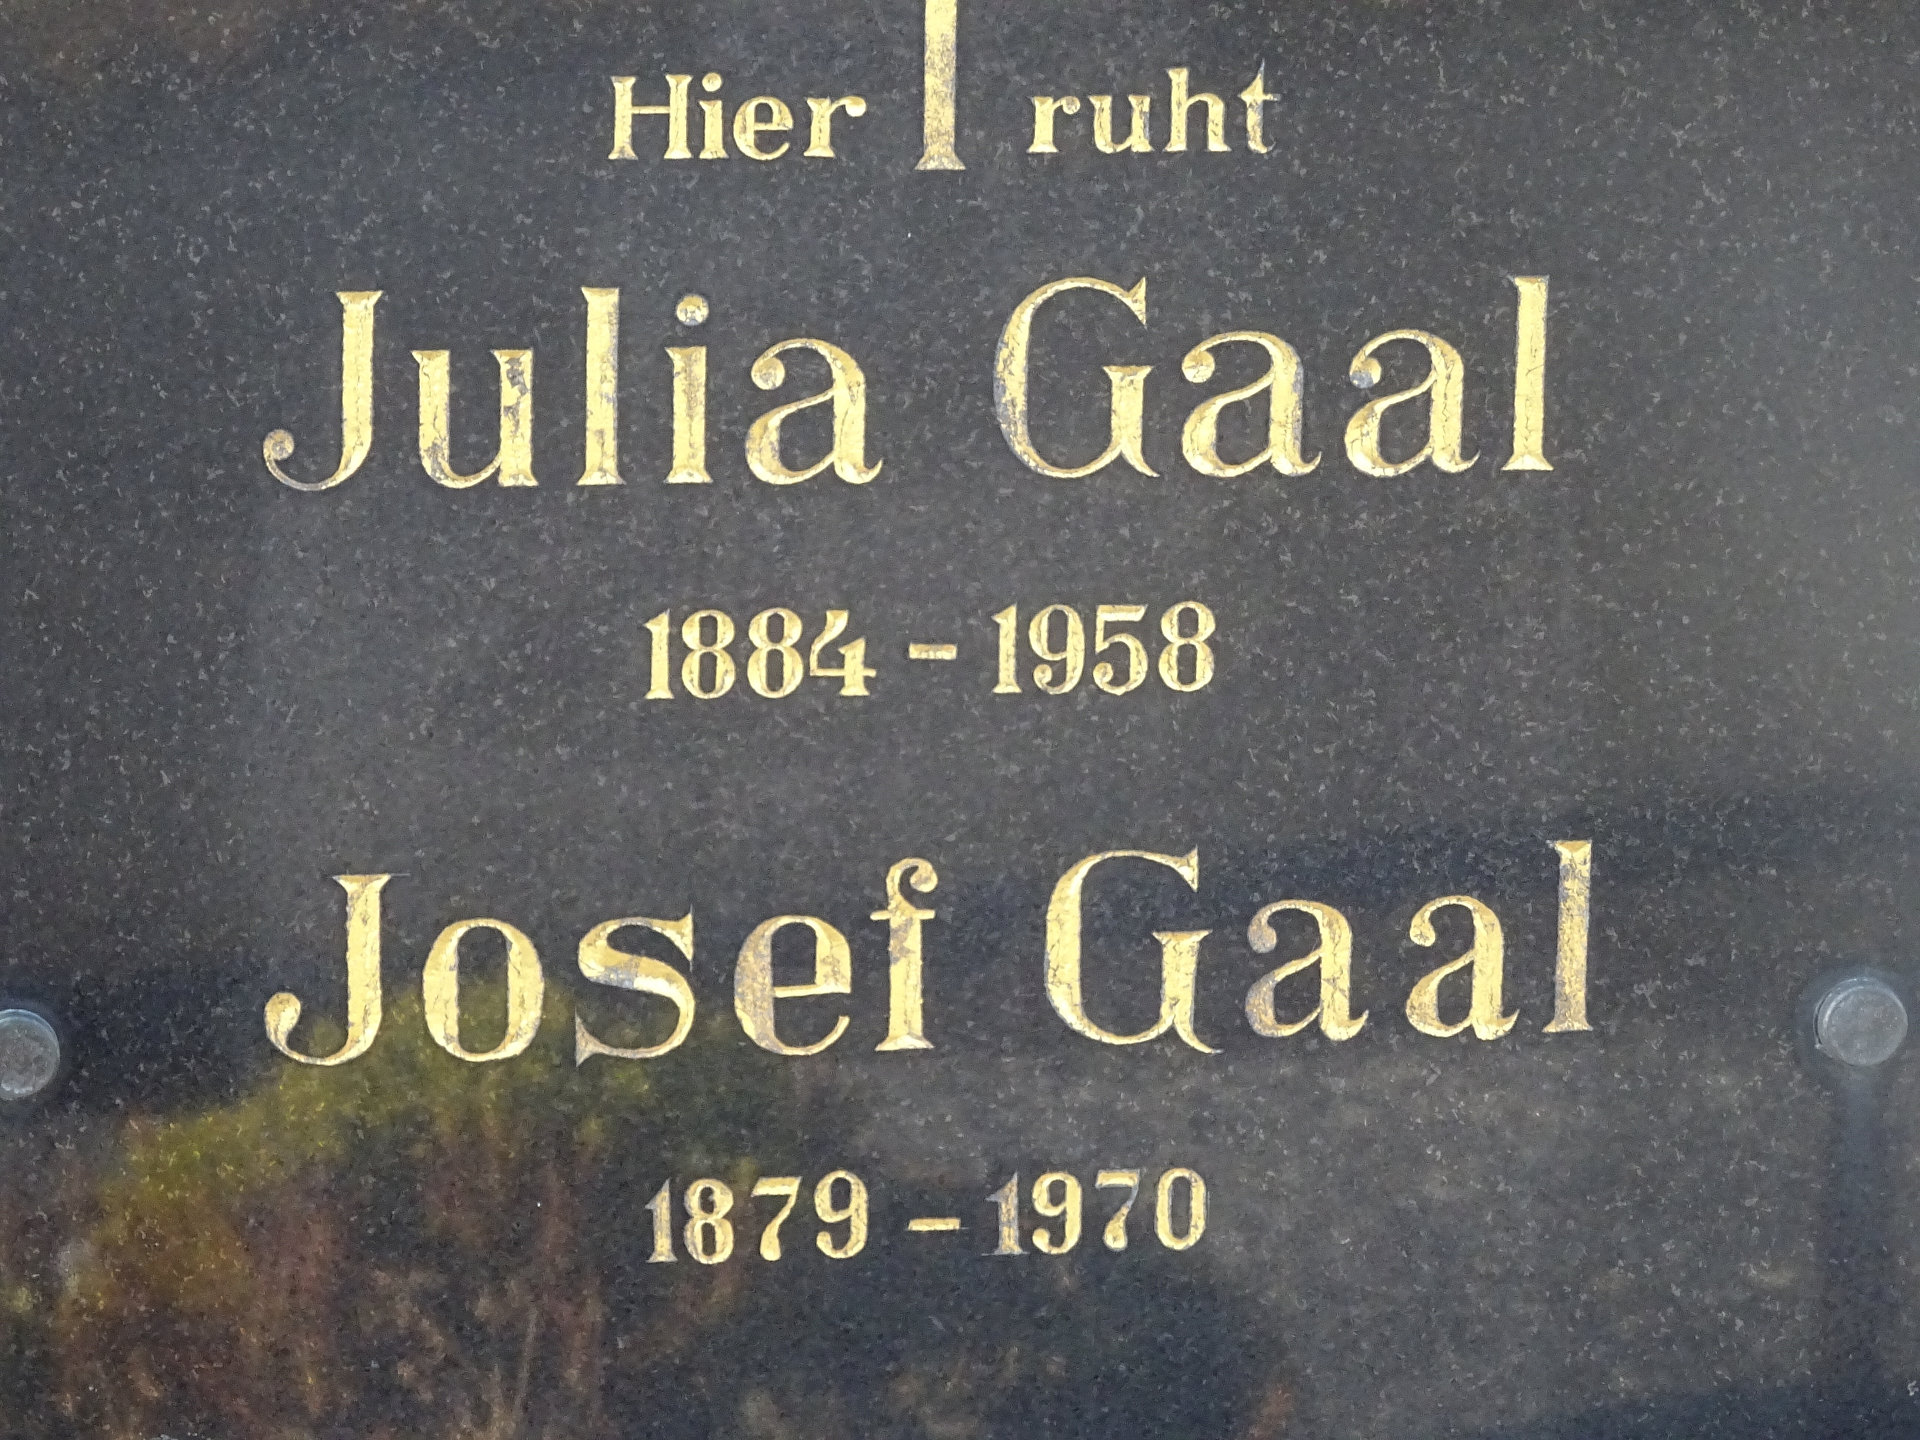 Hier ruht
Julia Gaal
1884 - 1958
Josef Gaal
1879 - 1970